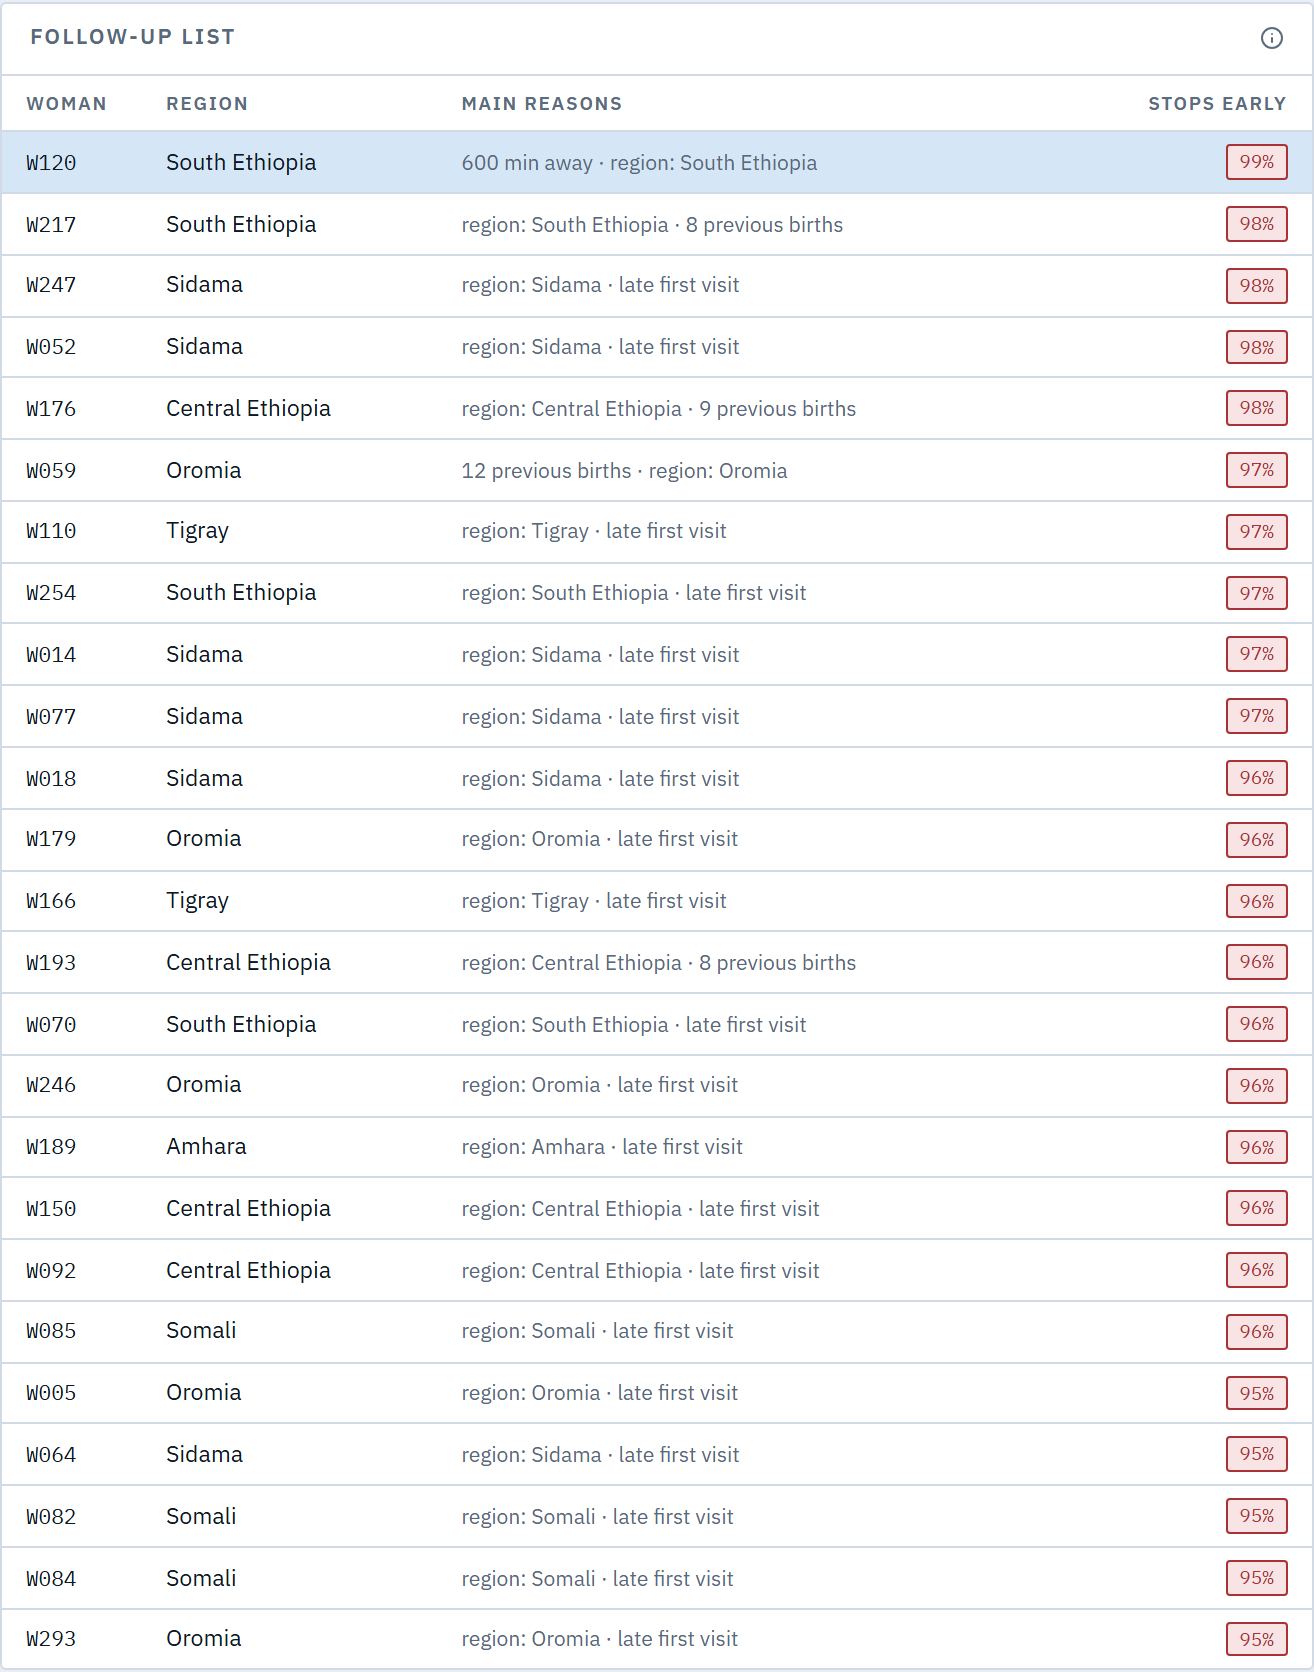 FOLLOW-UP LIST
WOMAN REGION MAIN REASONS STOPS EARLY
W120 South Ethiopia 600 min away · region: South Ethiopia 99%
W217 South Ethiopia region: South Ethiopia · 8 previous births 98%
W247 Sidama region: Sidama · late first visit 98%
W052 Sidama region: Sidama · late first visit 98%
W176 Central Ethiopia region: Central Ethiopia · 9 previous births 98%
W059 Oromia 12 previous births · region: Oromia 97%
W110 Tigray region: Tigray · late first visit 97%
W254 South Ethiopia region: South Ethiopia · late first visit 97%
W014 Sidama region: Sidama · late first visit 97%
W077 Sidama region: Sidama · late first visit 97%
W018 Sidama region: Sidama · late first visit 96%
W179 Oromia region: Oromia · late first visit 96%
W166 Tigray region: Tigray · late first visit 96%
W193 Central Ethiopia region: Central Ethiopia · 8 previous births 96%
W070 South Ethiopia region: South Ethiopia · late first visit 96%
W246 Oromia region: Oromia · late first visit 96%
W189 Amhara region: Amhara · late first visit 96%
W150 Central Ethiopia region: Central Ethiopia · late first visit 96%
W092 Central Ethiopia region: Central Ethiopia · late first visit 96%
W085 Somali region: Somali · late first visit 96%
W005 Oromia region: Oromia · late first visit 95%
W064 Sidama region: Sidama · late first visit 95%
W082 Somali region: Somali · late first visit 95%
W084 Somali region: Somali · late first visit 95%
W293 Oromia region: Oromia · late first visit 95%